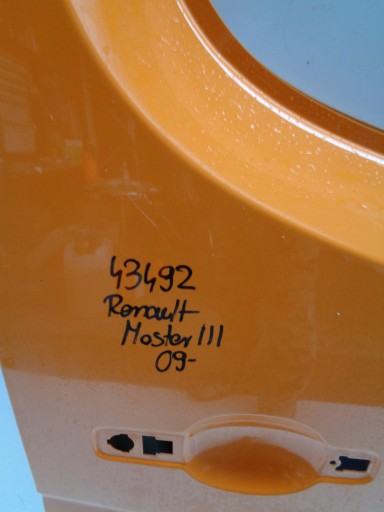 43492
Renault
Master III
09-